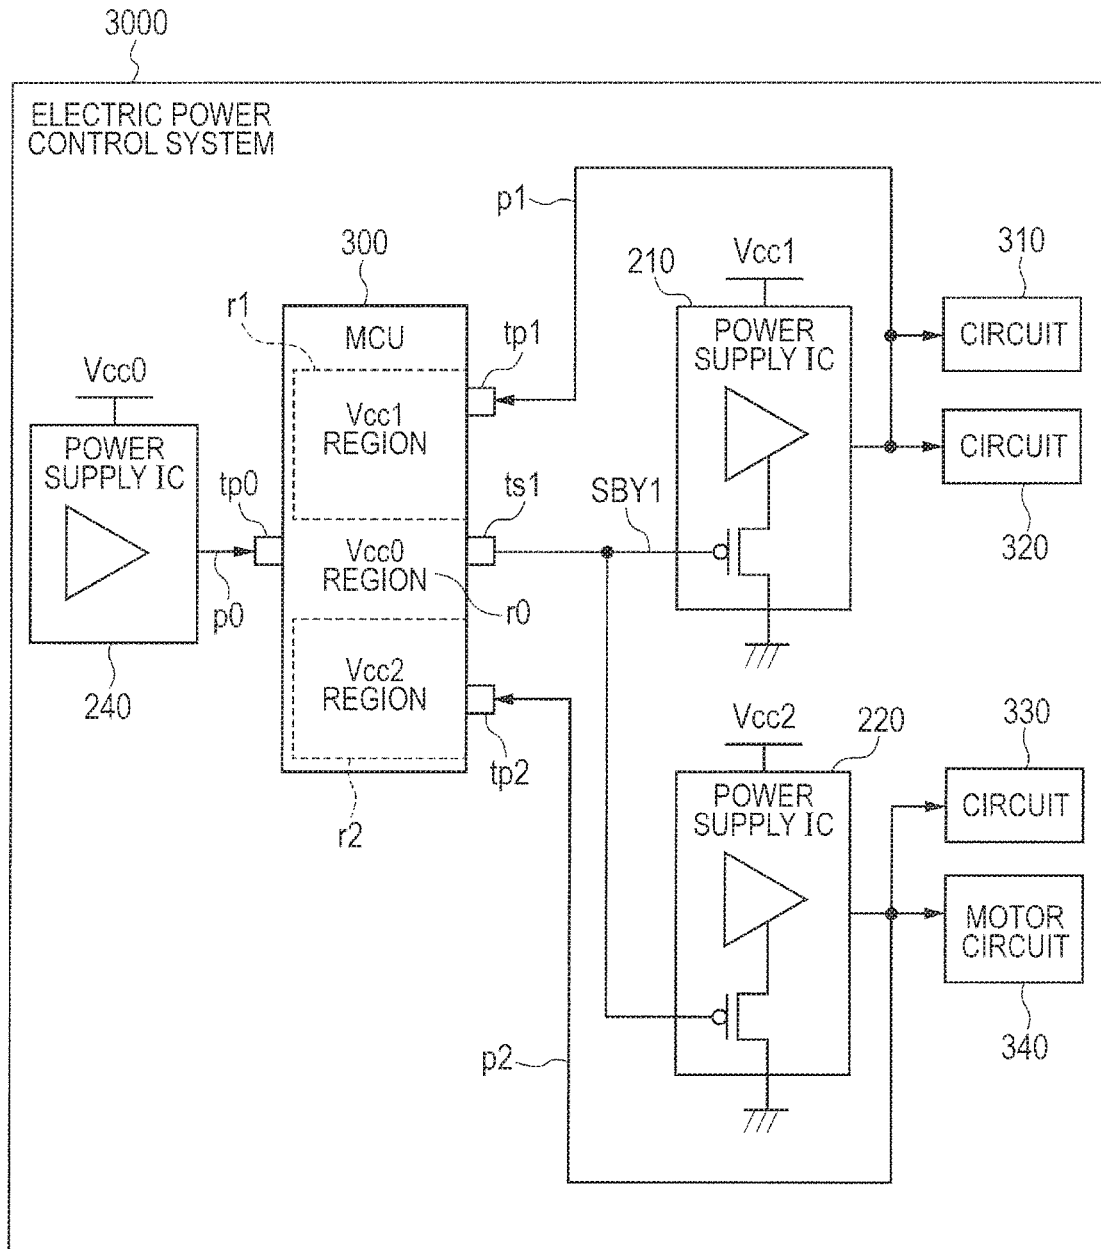 3000
ELECTRIC POWER
CONTROL SYSTEM
p1
300
210
Vcc1
310
r1
MCU
tp1
POWER
SUPPLY IC
CIRCUIT
Vcc0
Vcc1
REGION
POWER
SUPPLY IC
tp0
ts1
SBY1
CIRCUIT
320
Vcc0
REGION
p0
r0
240
Vcc2
REGION
tp2
r2
Vcc2
220
330
POWER
SUPPLY IC
CIRCUIT
MOTOR
CIRCUIT
340
p2